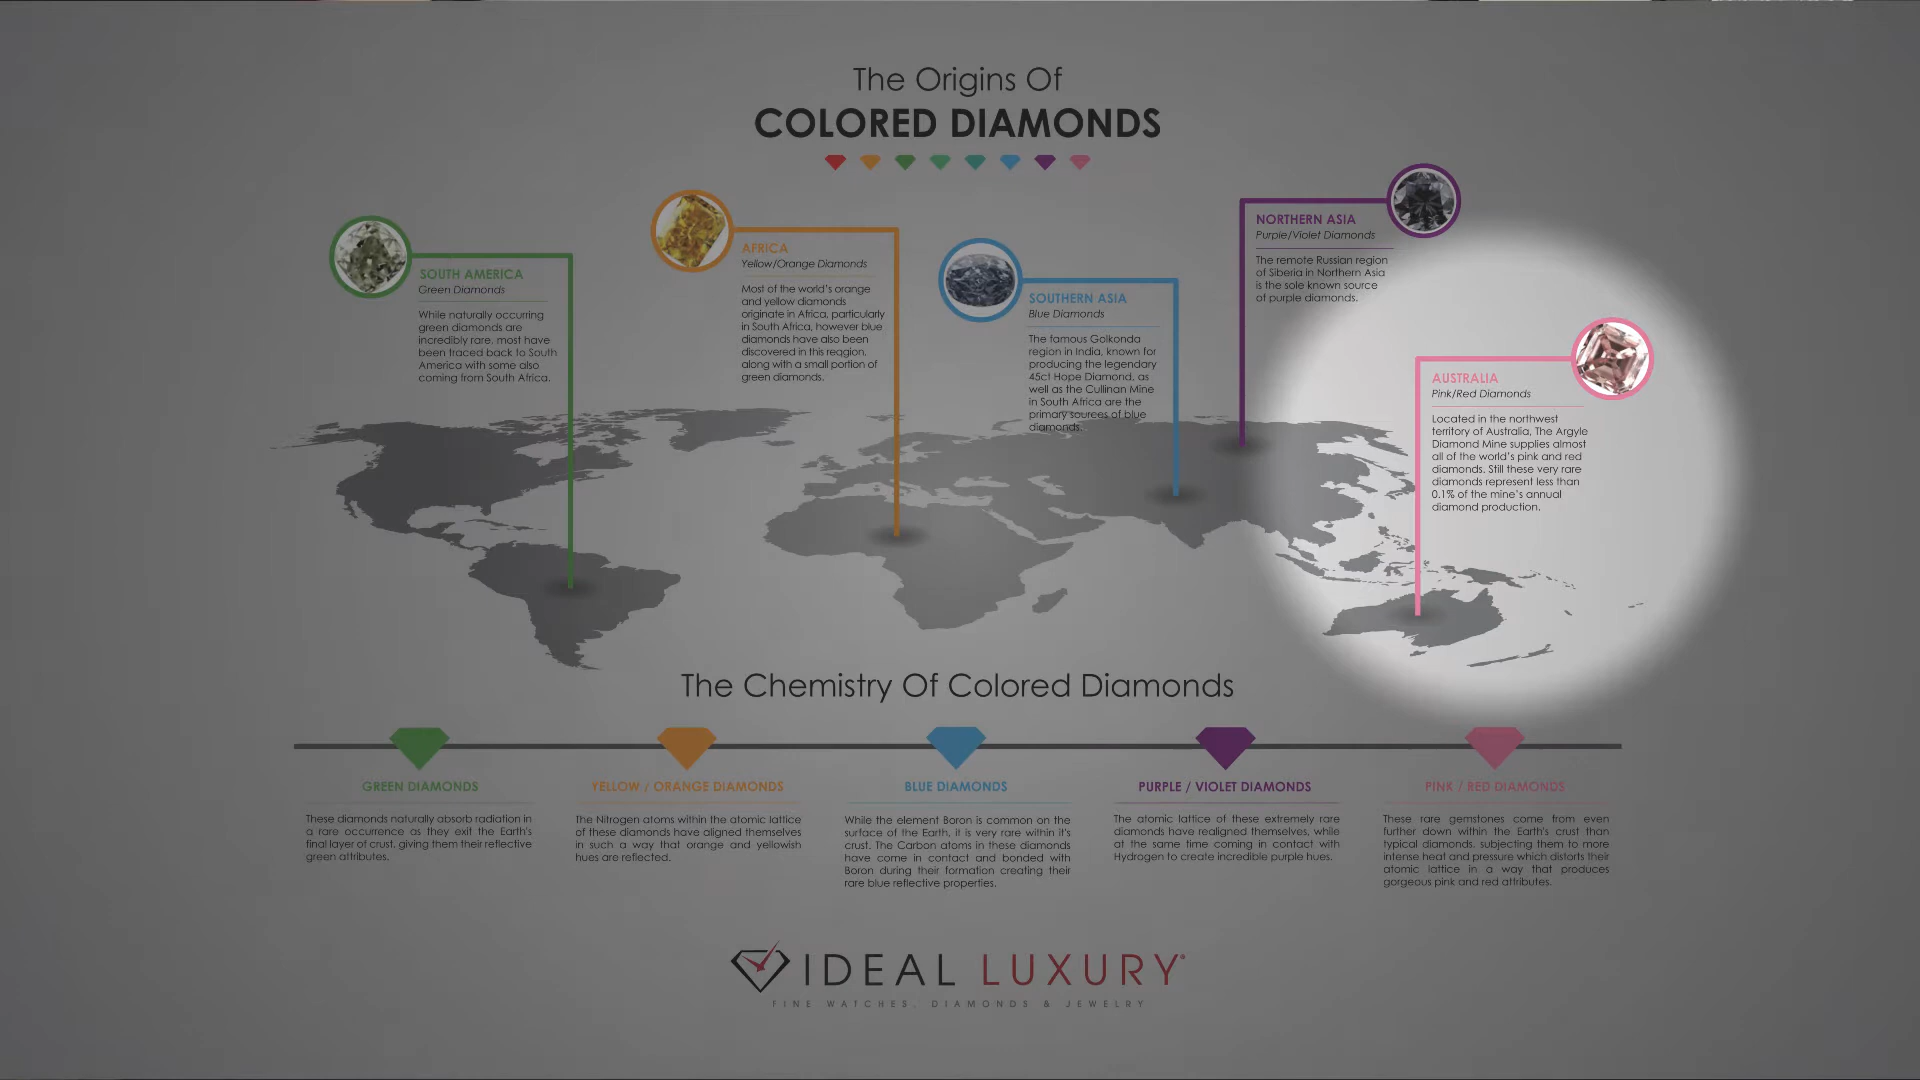 The Origins Of
COLORED DIAMONDS
SOUTH AMERICA
Green Diamonds
While naturally occurring
green diamonds are
incredibly rare, most have
been traced back to South
America with some also
coming from South Africa.
AFRICA
Yellow/Orange Diamonds
Most of the world's orange
and yellow diamonds
originate in Africa, particularly
in South Africa, however blue
diamonds have also been
discovered in this reqgion,
along with a small portion of
green diamonds.
SOUTHERN ASIA
Blue Diamonds
The famous Golkonda
region in India, known for
producing the legendary
45ct Hope Diamond, as
well as the Cullinan Mine
in South Africa are the
primary sources of blue
diamonds.
NORTHERN ASIA
Purple/Violet Diamonds
The remote Russian region
of Siberia in Northern Asia
is the sole known source
of purple diamonds.
AUSTRALIA
Pink/Red Diamonds
Located in the northwest
territory of Australia, The Argyle
Diamond Mine supplies almost
all of the world's pink and red
diamonds. Still these very rare
diamonds represent less than
0.1% of the mine's annual
diamond production.
The Chemistry Of Colored Diamonds
GREEN DIAMONDS
These diamonds naturally absorb radiation in
a rare occurrence as they exit the Earth's
final layer of crust, giving them their reflective
green attributes.
YELLOW / ORANGE DIAMONDS
The Nitrogen atoms within the atomic lattice
of these diamonds have aligned themselves
in such a way that orange and yellowish
hues are reflected.
BLUE DIAMONDS
While the element Boron is common on the
surface of the Earth, it is very rare within it's
crust. The Carbon atoms in these diamonds
have come in contact and bonded with
Boron during their formation creating their
rare blue reflective properties.
PURPLE / VIOLET DIAMONDS
The atomic lattice of these extremely rare
diamonds have realigned themselves, while
at the same time coming in contact with
Hydrogen to create incredible purple hues.
PINK / RED DIAMONDS
These rare gemstones come from even
further down within the Earth's crust than
typical diamonds, subjecting them to more
intense heat and pressure which distorts their
atomic lattice in a way that produces
gorgeous pink and red attributes.
IDEAL LUXURY
FINE WATCHES, DIAMONDS & JEWELRY